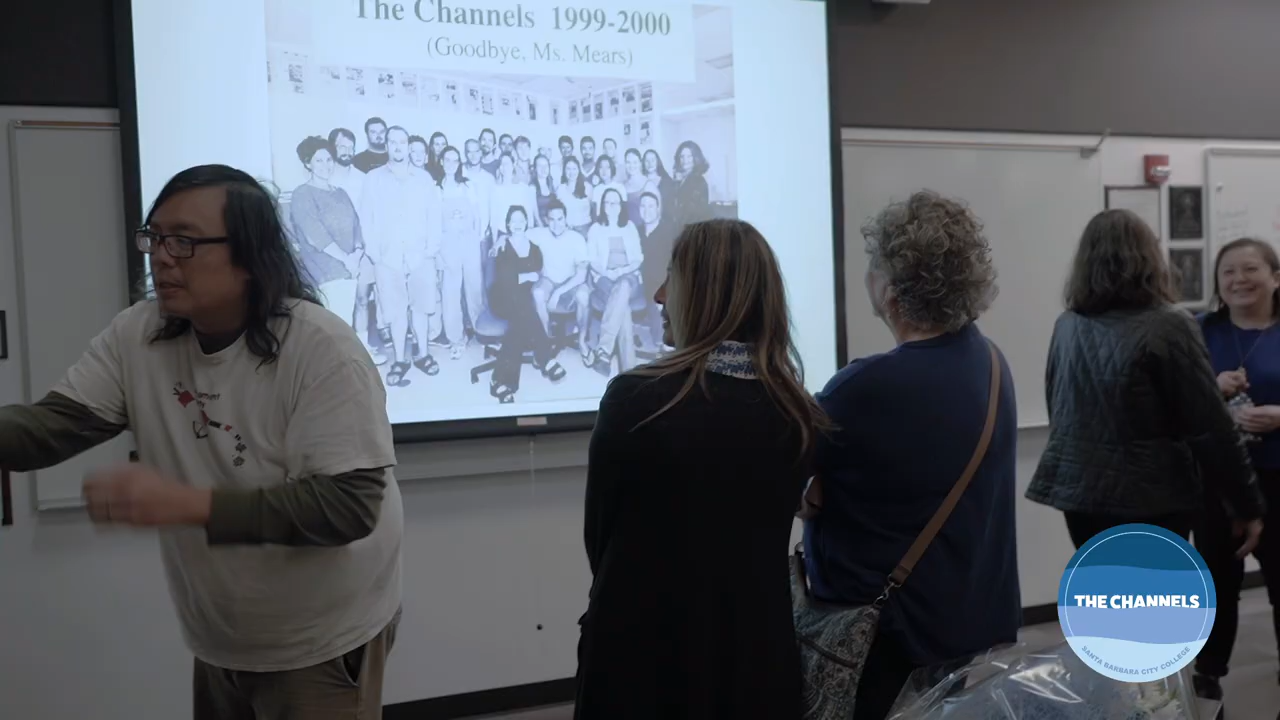 The Channels 1999-2000
(Goodbye, Ms. Mears)
THE CHANNELS
SANTA BARBARA CITY COLLEGE